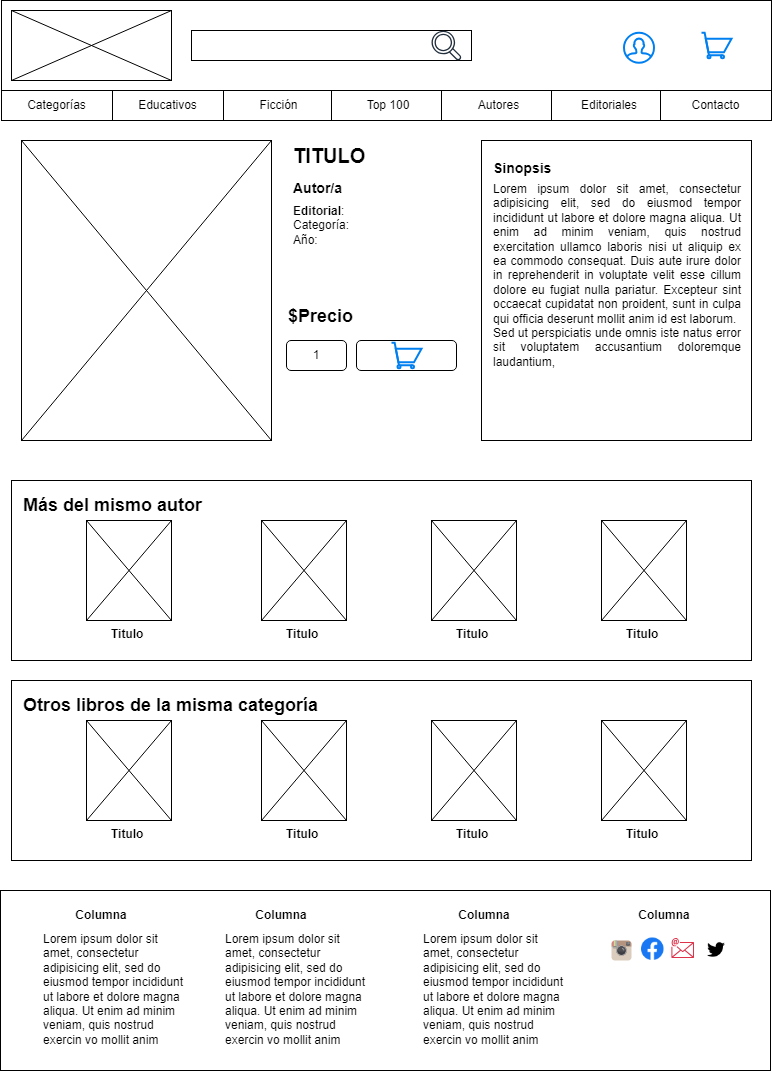 Categorías
Educativos
Ficción
Top 100
Autores
Editoriales
Contacto
TITULO
Autor/a
Editorial:
Categoría:
Año:
$Precio
1
Sinopsis
Lorem ipsum dolor sit amet, consectetur
adipisicing elit, sed do eiusmod tempor
incididunt ut labore et dolore magna aliqua. Ut
enim ad minim veniam, quis nostrud
exercitation ullamco laboris nisi ut aliquip ex
ea commodo consequat. Duis aute irure dolor
in reprehenderit in voluptate velit esse cillum
dolore eu fugiat nulla pariatur. Excepteur sint
occaecat cupidatat non proident, sunt in culpa
qui officia deserunt mollit anim id est laborum.
Sed ut perspiciatis unde omnis iste natus error
sit voluptatem accusantium doloremque
laudantium,
Más del mismo autor
Titulo
Titulo
Titulo
Titulo
Otros libros de la misma categoría
Titulo
Titulo
Titulo
Titulo
Columna
Lorem ipsum dolor sit
amet, consectetur
adipisicing elit, sed do
eiusmod tempor incididunt
ut labore et dolore magna
aliqua. Ut enim ad minim
veniam, quis nostrud
exercin vo mollit anim
Columna
Lorem ipsum dolor sit
amet, consectetur
adipisicing elit, sed do
eiusmod tempor incididunt
ut labore et dolore magna
aliqua. Ut enim ad minim
veniam, quis nostrud
exercin vo mollit anim
Columna
Lorem ipsum dolor sit
amet, consectetur
adipisicing elit, sed do
eiusmod tempor incididunt
ut labore et dolore magna
aliqua. Ut enim ad minim
veniam, quis nostrud
exercin vo mollit anim
Columna